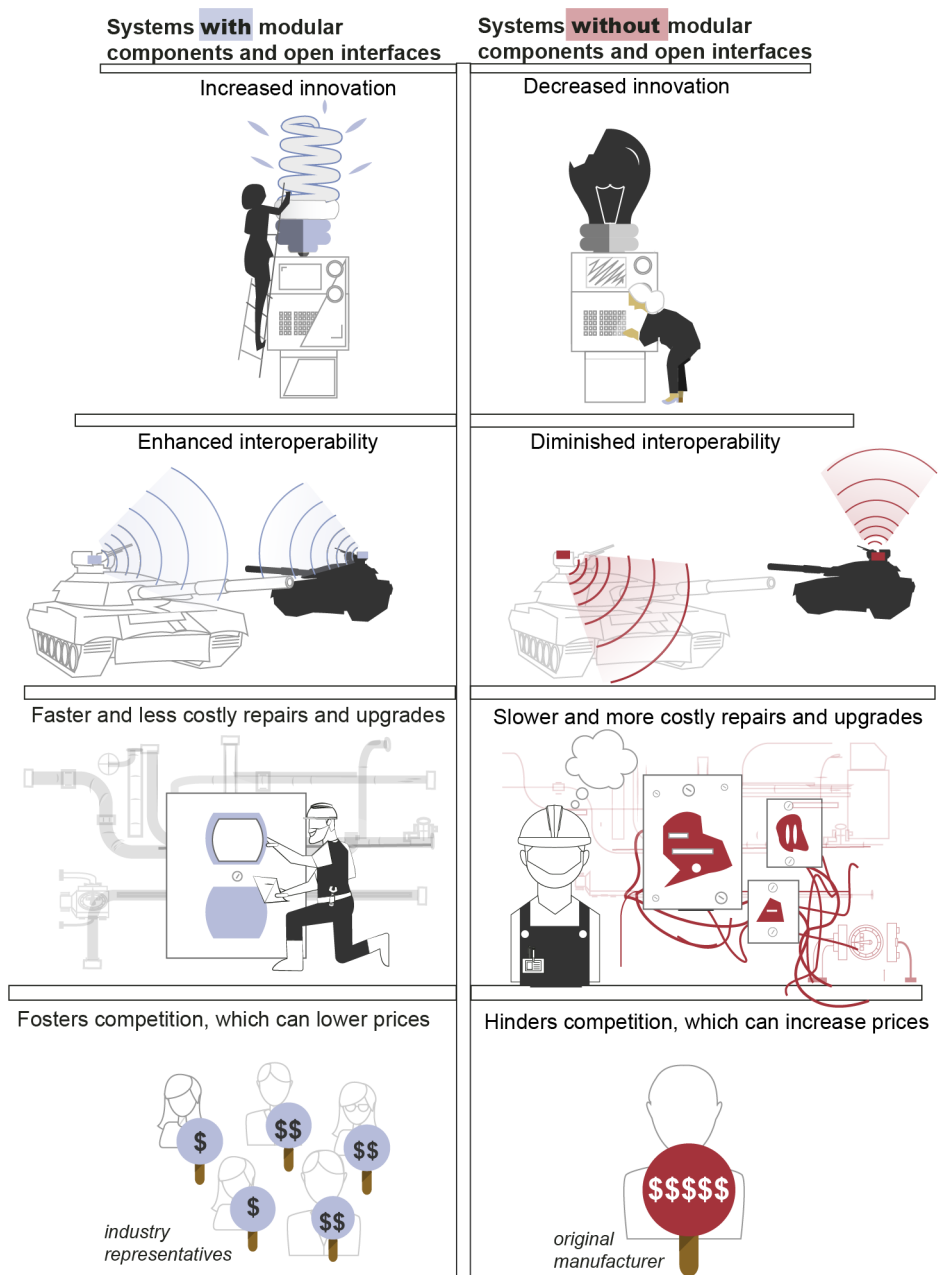 Systems with modular
components and open interfaces
Systems without modular
components and open interfaces
Increased innovation
Decreased innovation
Enhanced interoperability
Diminished interoperability
Faster and less costly repairs and upgrades
Slower and more costly repairs and upgrades
Fosters competition, which can lower prices
Hinders competition, which can increase prices
$
$$
$$
$
$$
$$$$$
industry
representatives
original
manufacturer